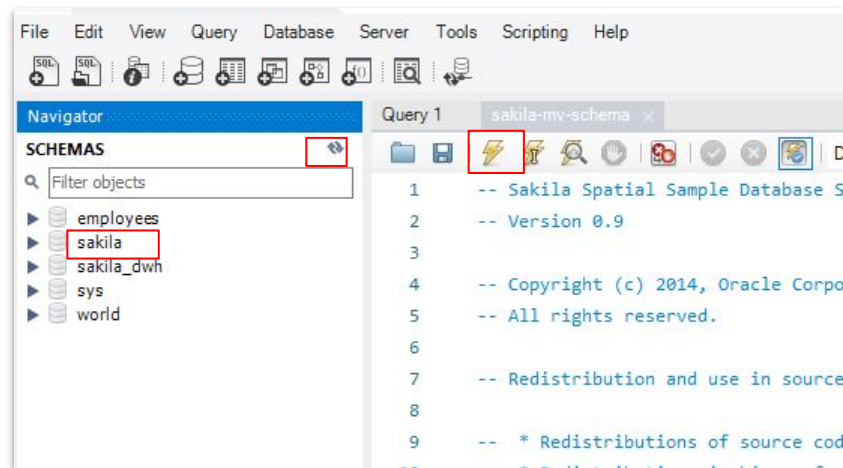 File Edit View Query Database Server Tools Scripting Help
SQL SQL
Navigator
SCHEMAS
Filter objects
employees
sakila
sakila_dwh
sys
world
Query 1 sakila-mv-schema
D
1 -- Sakila Spatial Sample Database S
2 -- Version 0.9
3
4 -- Copyright (c) 2014, Oracle Corpo
5 -- All rights reserved.
6
7 -- Redistribution and use in source
8
9 -- * Redistributions of source cod